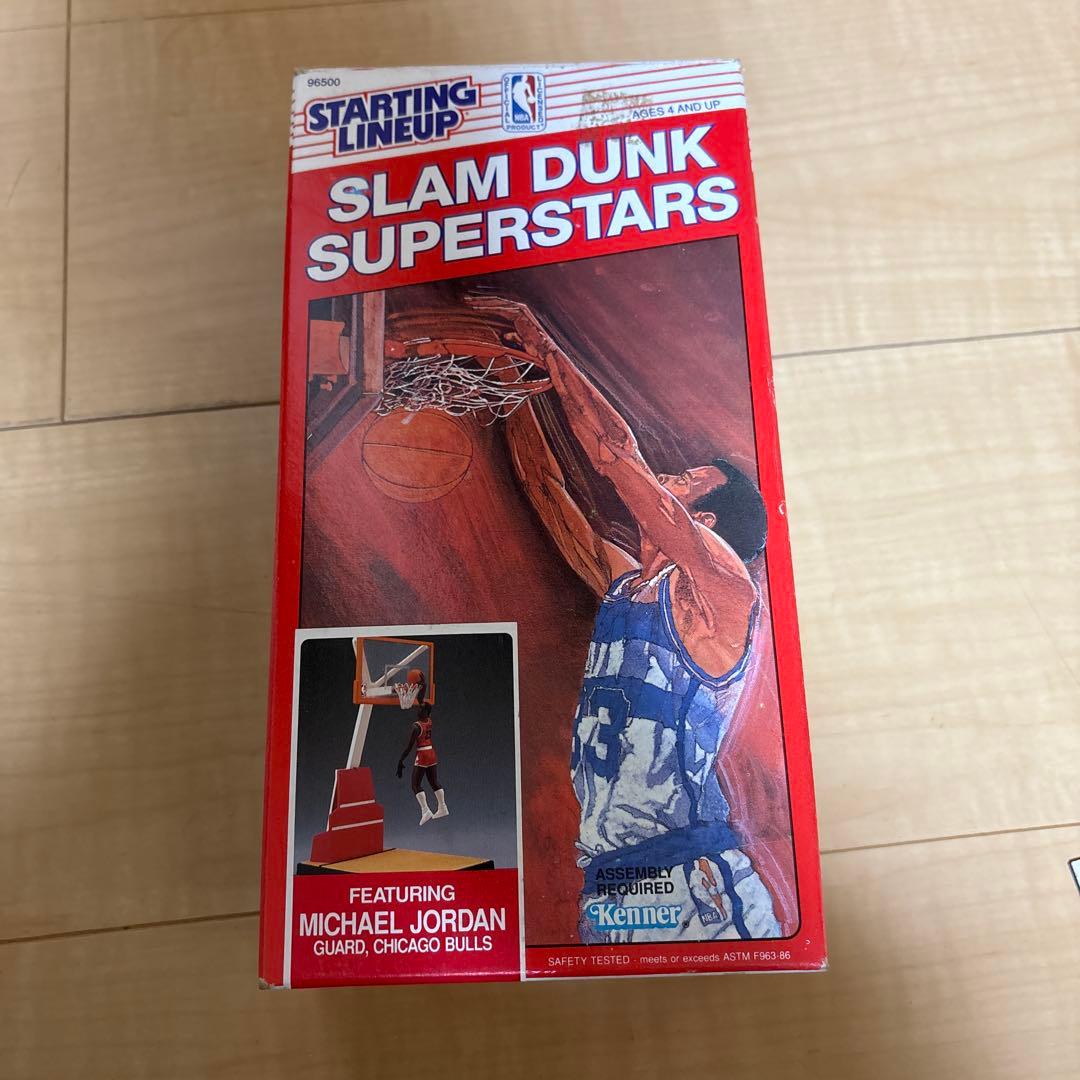 96500
STARTING
LINEUP
OFFICIAL
LICENSED
NBA
PRODUCT
AGES 4 AND UP
SLAM DUNK
SUPERSTARS
33
FEATURING
MICHAEL JORDAN
GUARD, CHICAGO BULLS
ASSEMBLY
REQUIRED
Kenner
NBA
SAFETY TESTED - meets or exceeds ASTM F963-86